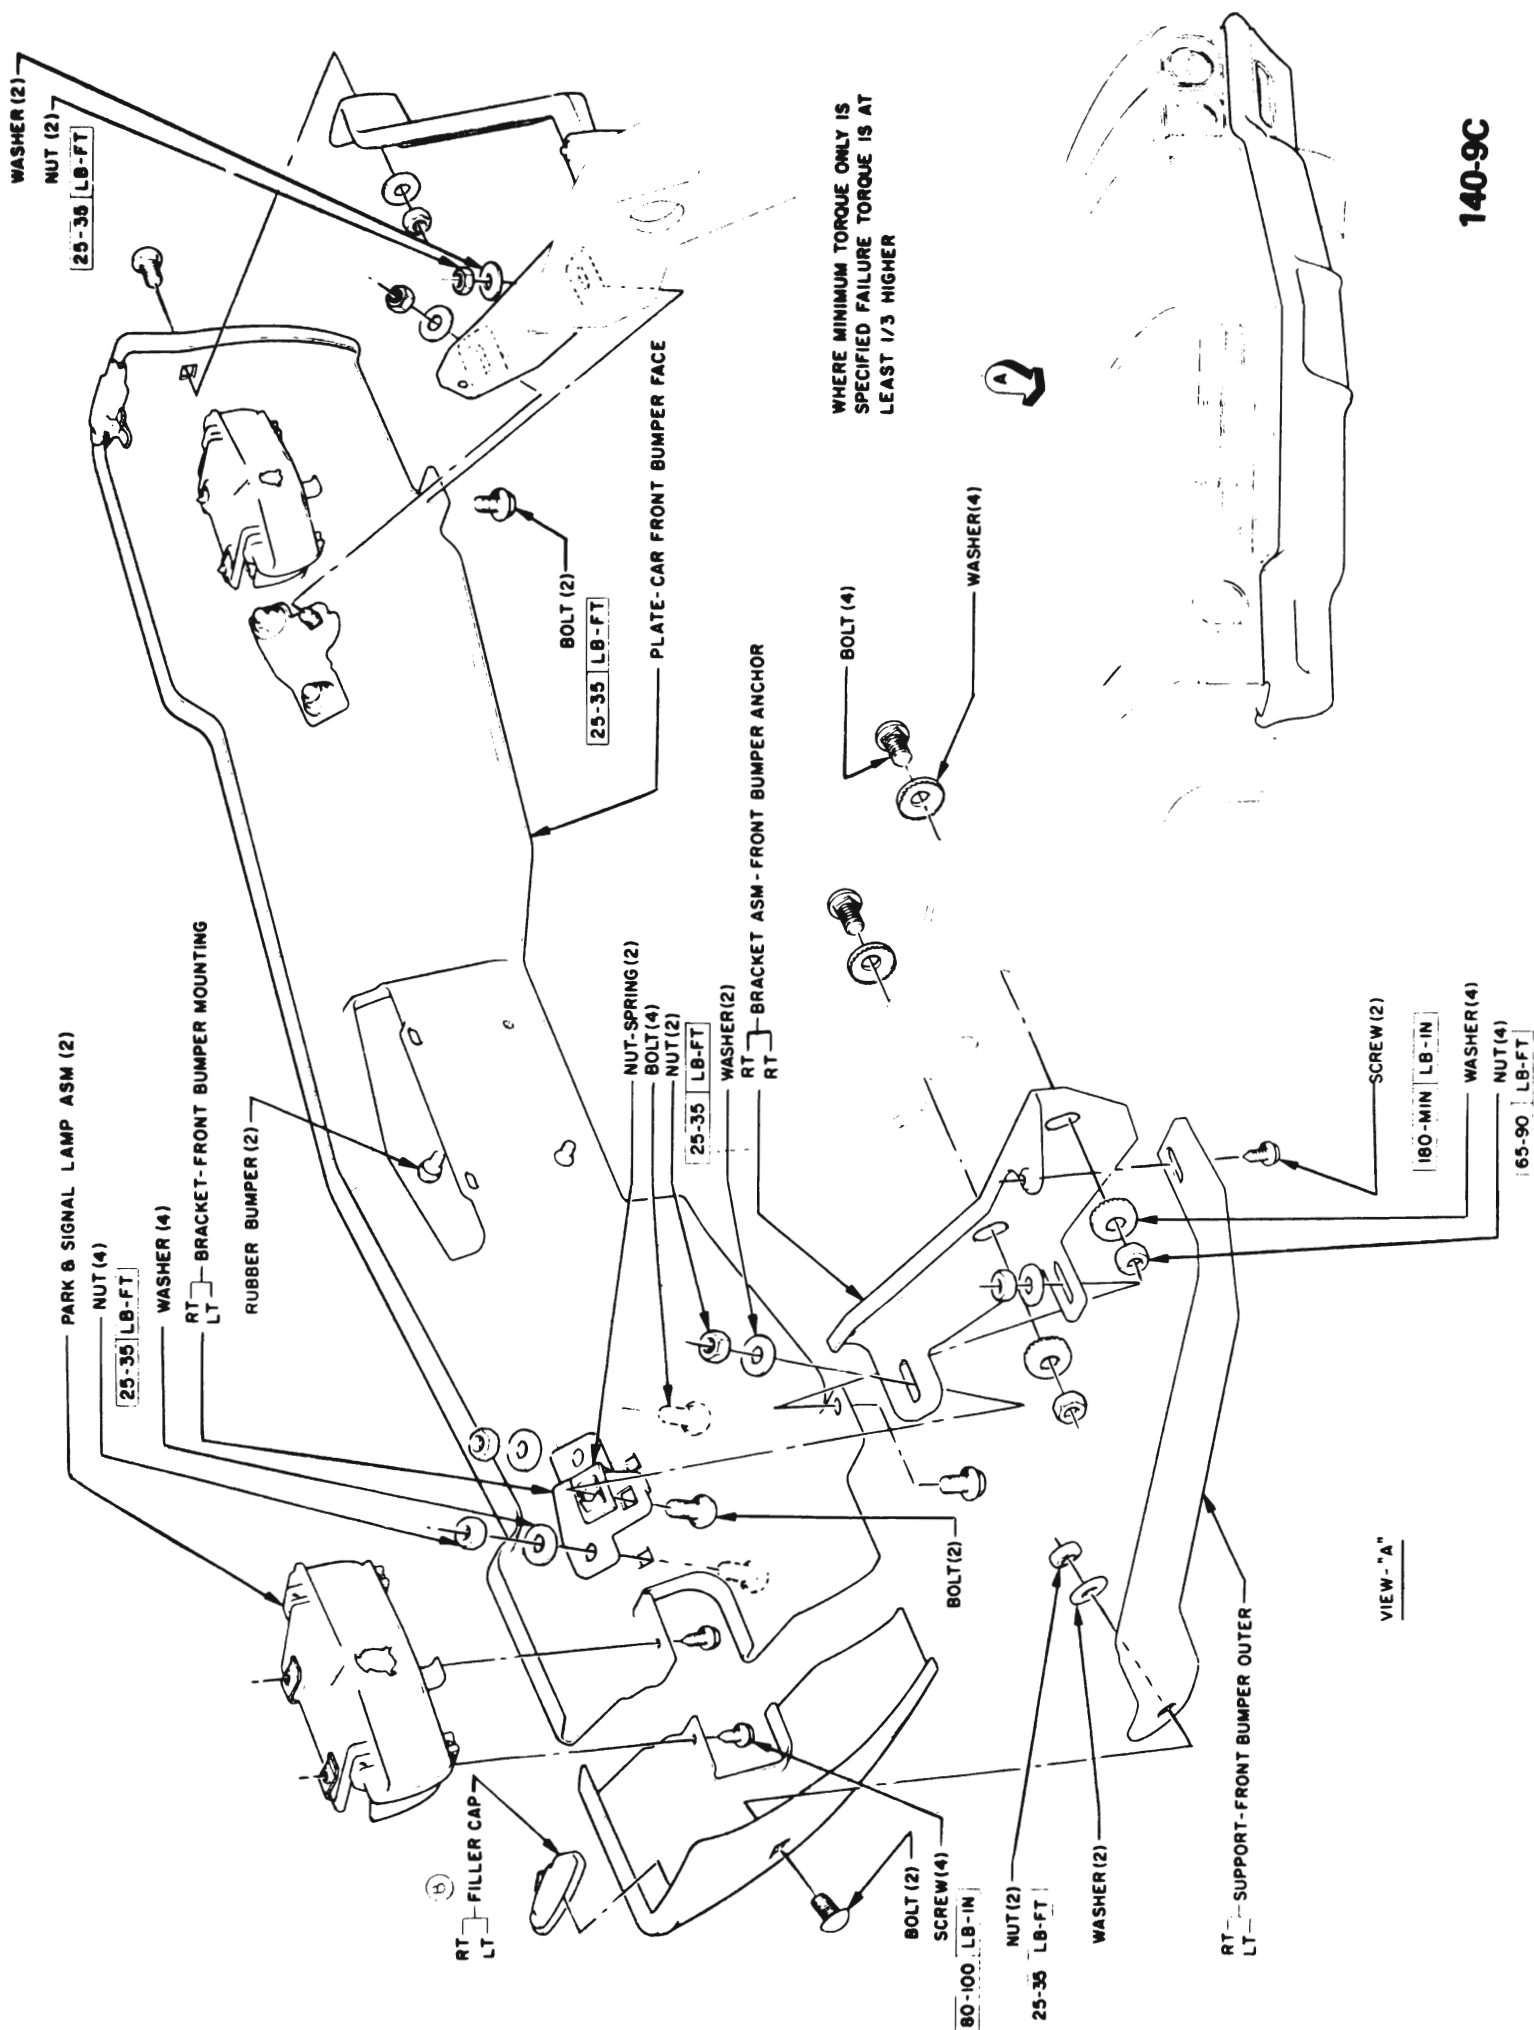 PARK & SIGNAL LAMP ASM (2)
NUT (4)
25-35 LB-FT
WASHER (4)
RT
LT
BRACKET-FRONT BUMPER MOUNTING
RUBBER BUMPER (2)
WASHER (2)
NUT (2)
25-35 LB-FT
RT
LT
FILLER CAP
B
NUT-SPRING (2)
BOLT (4)
NUT (2)
25-35 LB-FT
WASHER (2)
RT
RT
BRACKET ASM-FRONT BUMPER ANCHOR
BOLT (2)
25-35 LB-FT
PLATE-CAR FRONT BUMPER FACE
BOLT (4)
WASHER (4)
WHERE MINIMUM TORQUE ONLY IS
SPECIFIED FAILURE TORQUE IS AT
LEAST 1/3 HIGHER
A
BOLT (2)
BOLT (2)
SCREW (4)
80-100 LB-IN
NUT (2)
25-35 LB-FT
WASHER (2)
RT
LT
SUPPORT-FRONT BUMPER OUTER
SCREW (2)
180-MIN LB-IN
WASHER (4)
NUT (4)
65-90 LB-FT
VIEW-"A"
140-9C